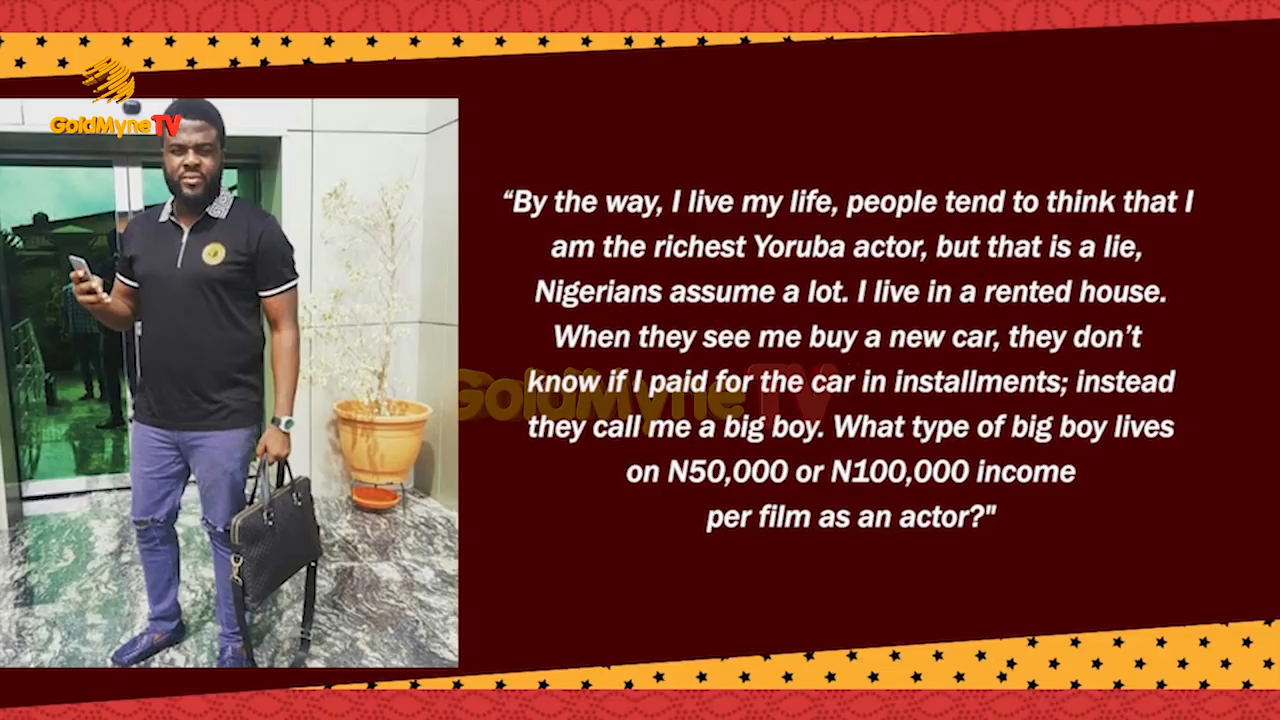 GoldMyneTV
“By the way, I live my life, people tend to think that I
am the richest Yoruba actor, but that is a lie,
Nigerians assume a lot. I live in a rented house.
When they see me buy a new car, they don’t
know if I paid for the car in installments; instead
they call me a big boy. What type of big boy lives
on N50,000 or N100,000 income
per film as an actor?"
GoldMyneTV